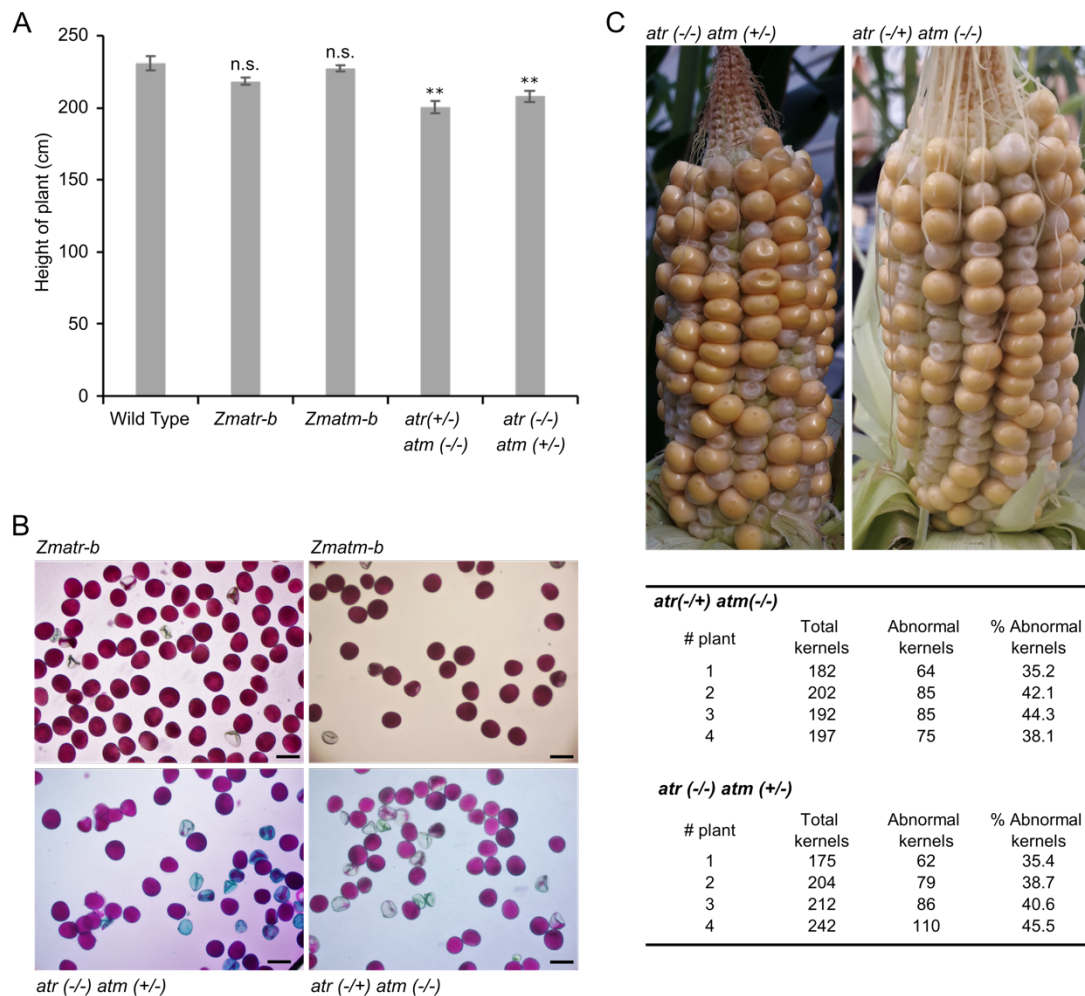 A
250
200
150
100
50
0
Height of plant (cm)
n.s.
n.s.
**
**
Wild Type
Zmatr-b
Zmatm-b
atr(+/-)
atm (-/-)
atr (-/-)
atm (+/-)
B
Zmatr-b
Zmatm-b
atr (-/-) atm (+/-)
atr (-/+) atm (-/-)
C
atr (-/-) atm (+/-)
atr (-/+) atm (-/-)
atr(-/+) atm(-/-)
# plant Total kernels Abnormal kernels % Abnormal kernels
1 182 64 35.2
2 202 85 42.1
3 192 85 44.3
4 197 75 38.1
atr (-/-) atm (+/-)
# plant Total kernels Abnormal kernels % Abnormal kernels
1 175 62 35.4
2 204 79 38.7
3 212 86 40.6
4 242 110 45.5